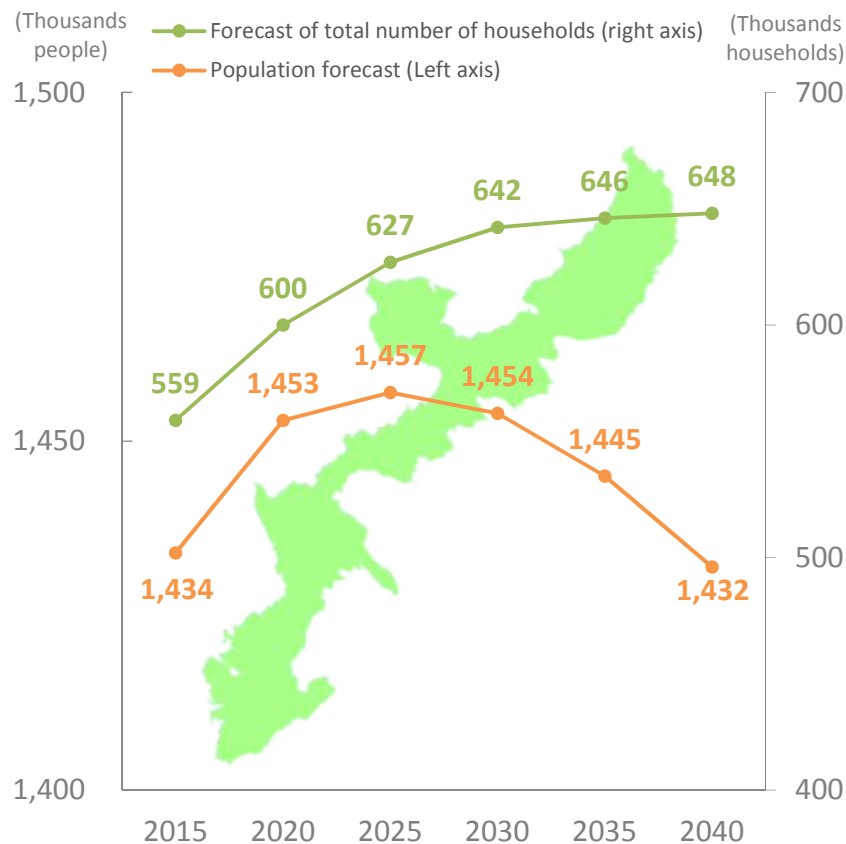 (Thousands
people)
Forecast of total number of households (right axis)
Population forecast (Left axis)
(Thousands
households)
1,500
1,450
1,400
700
600
500
400
559
600
627
642
646
648
1,434
1,453
1,457
1,454
1,445
1,432
2015 2020 2025 2030 2035 2040